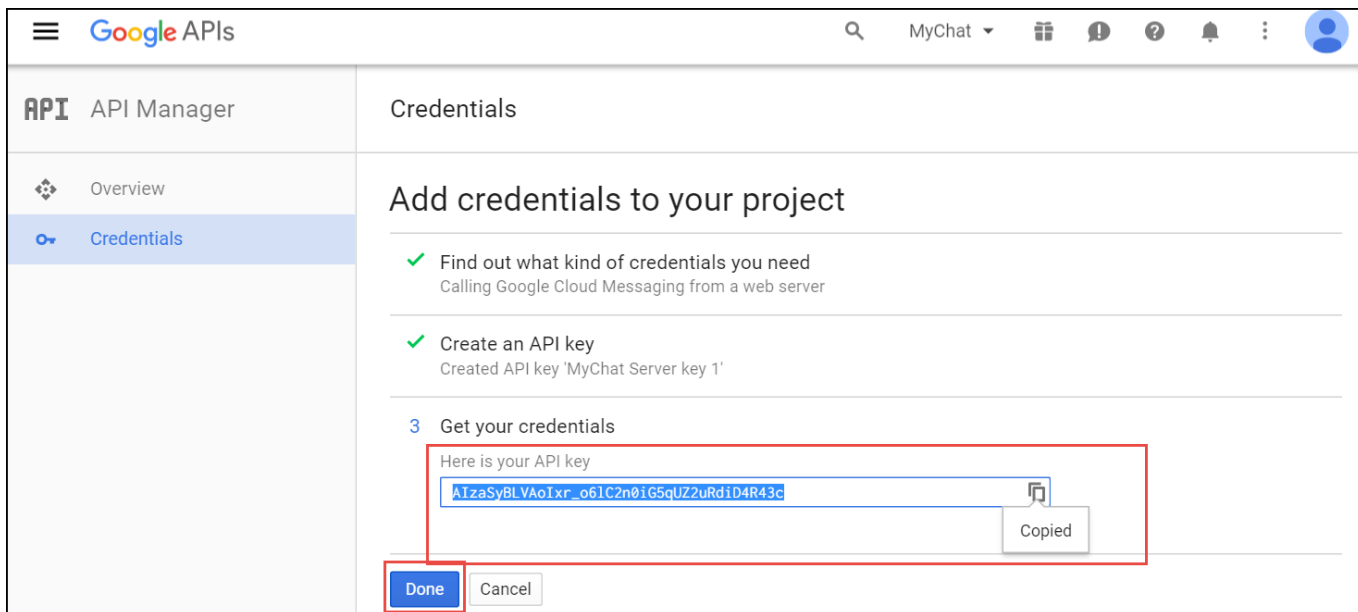 Google APIs
MyChat
API API Manager
Credentials
Overview
Credentials
Add credentials to your project
Find out what kind of credentials you need
Calling Google Cloud Messaging from a web server
Create an API key
Created API key 'MyChat Server key 1'
3 Get your credentials
Here is your API key
AIzaSyBLVAoIxr_o6lC2n0iG5qUZ2uRdiD4R43c
Copied
Done
Cancel